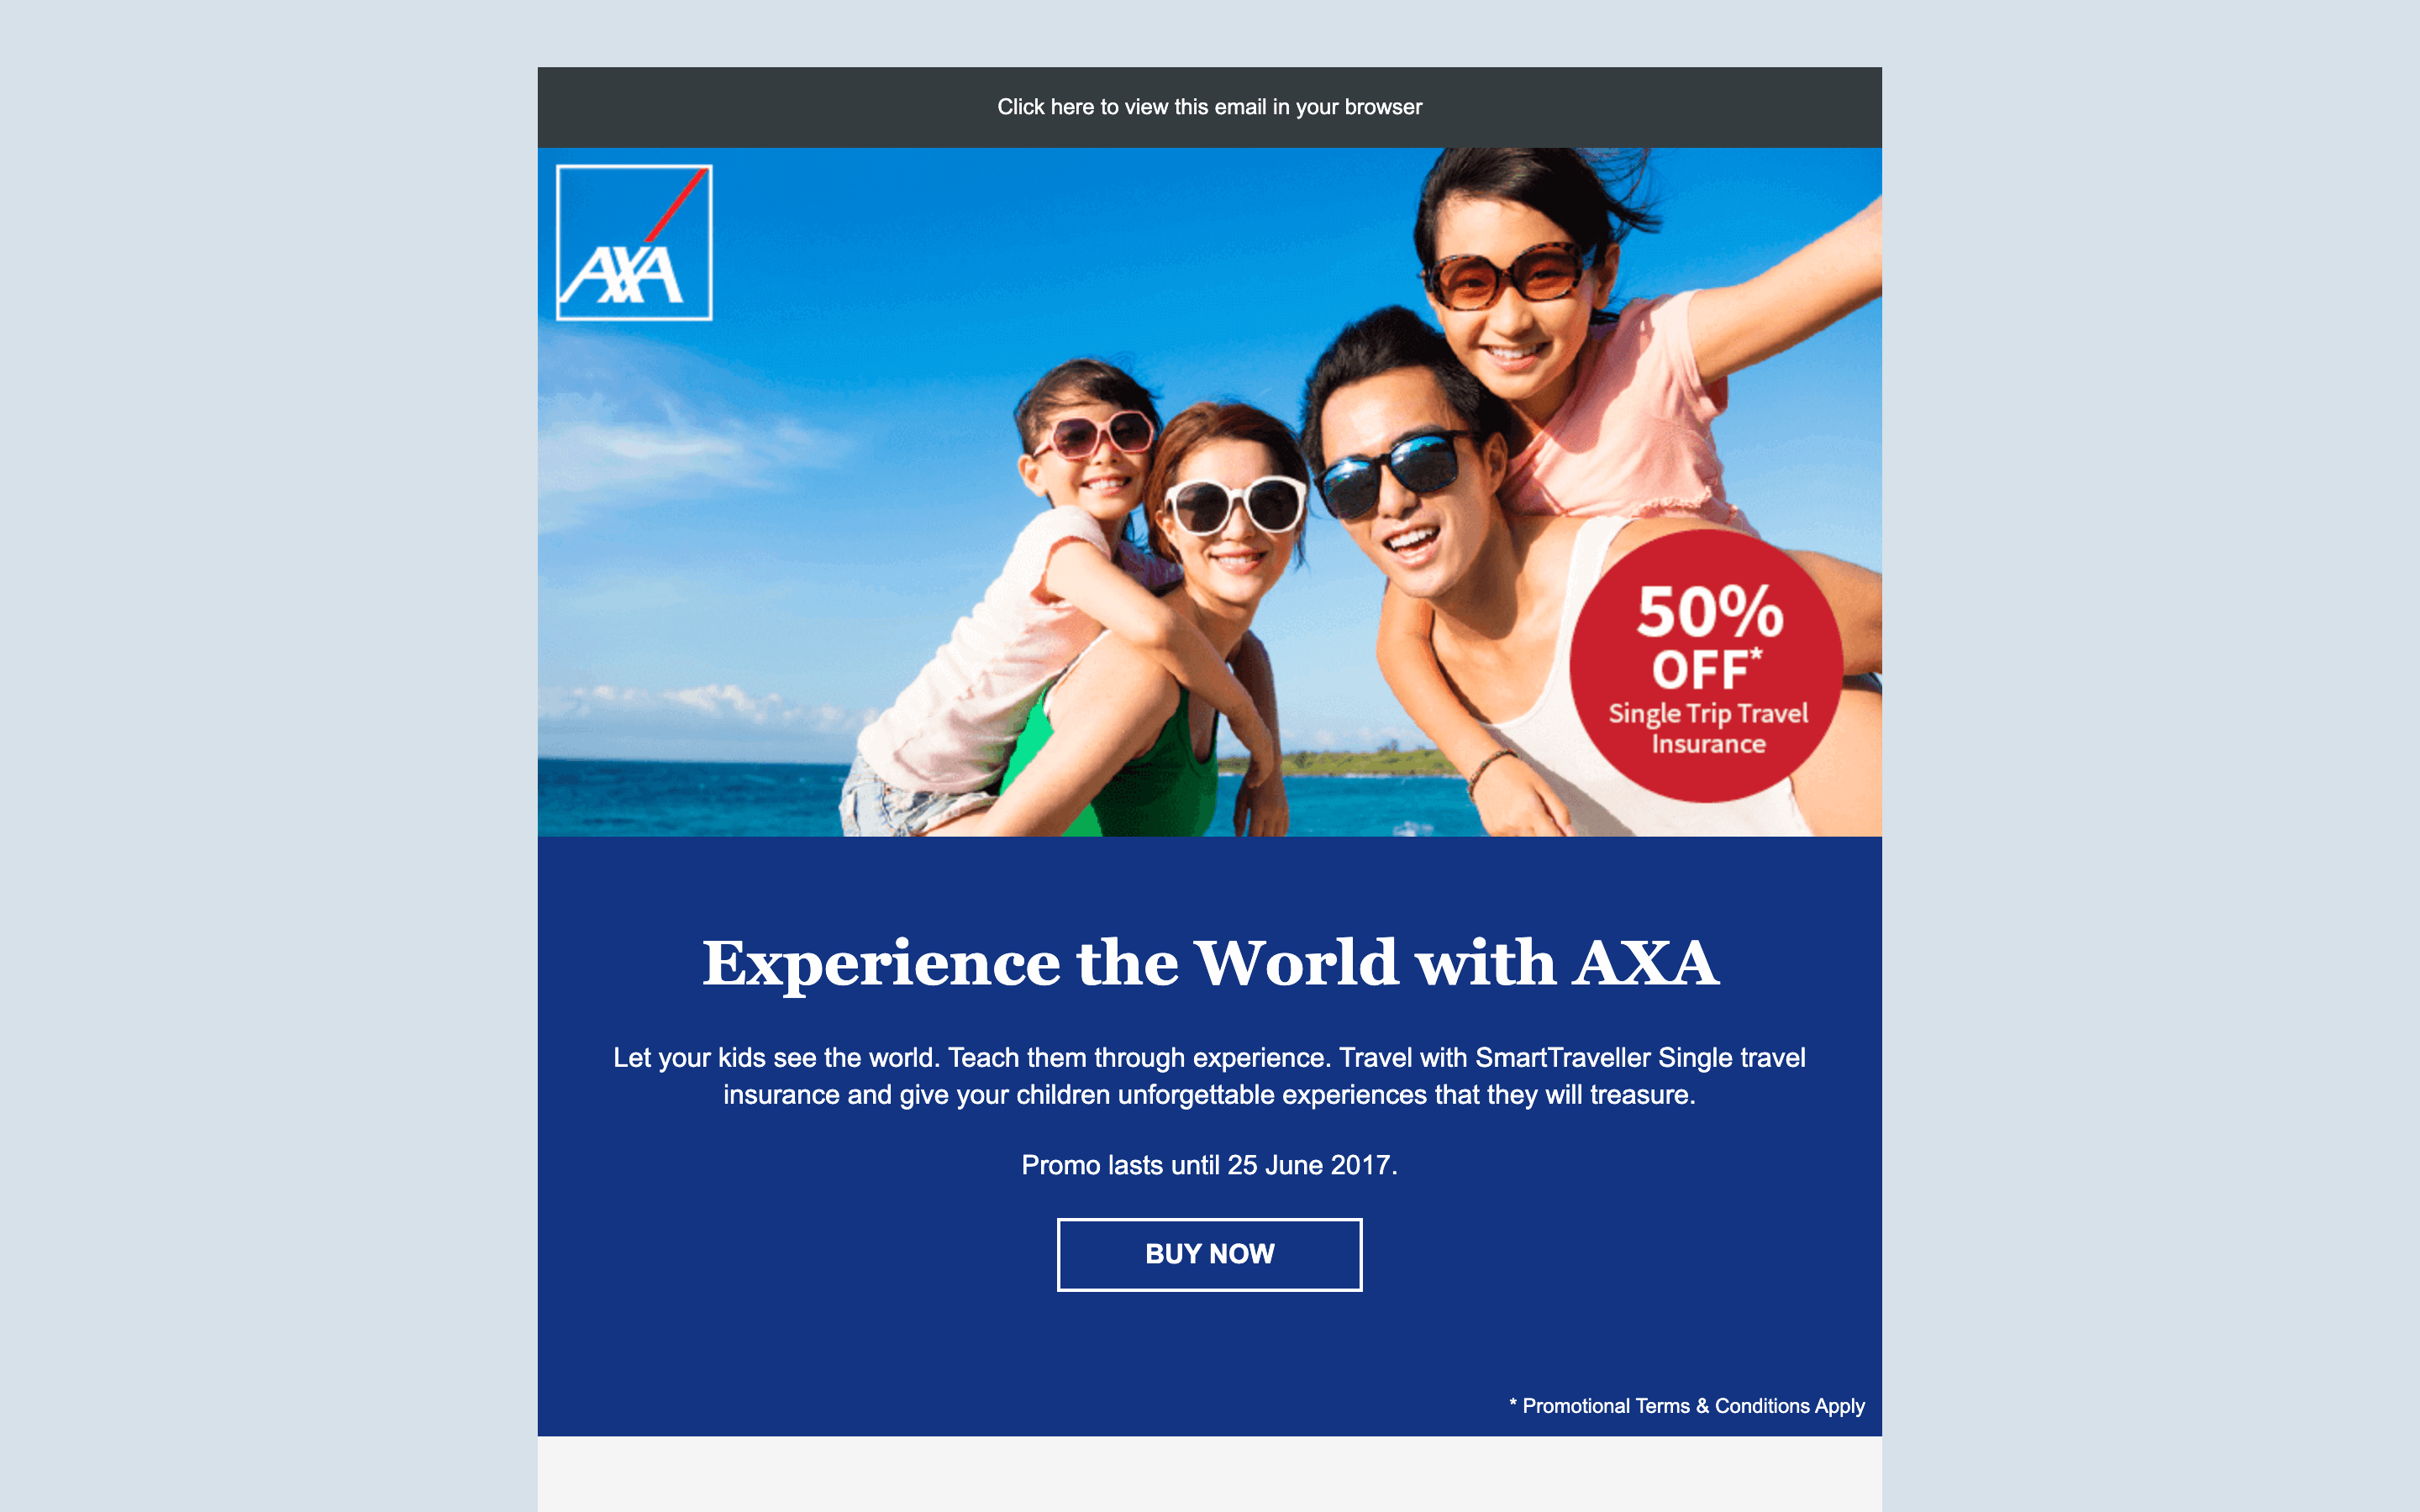 Click here to view this email in your browser
AXA
50%
OFF*
Single Trip Travel
Insurance
Experience the World with AXA
Let your kids see the world. Teach them through experience. Travel with SmartTraveller Single travel
insurance and give your children unforgettable experiences that they will treasure.
Promo lasts until 25 June 2017.
BUY NOW
* Promotional Terms & Conditions Apply